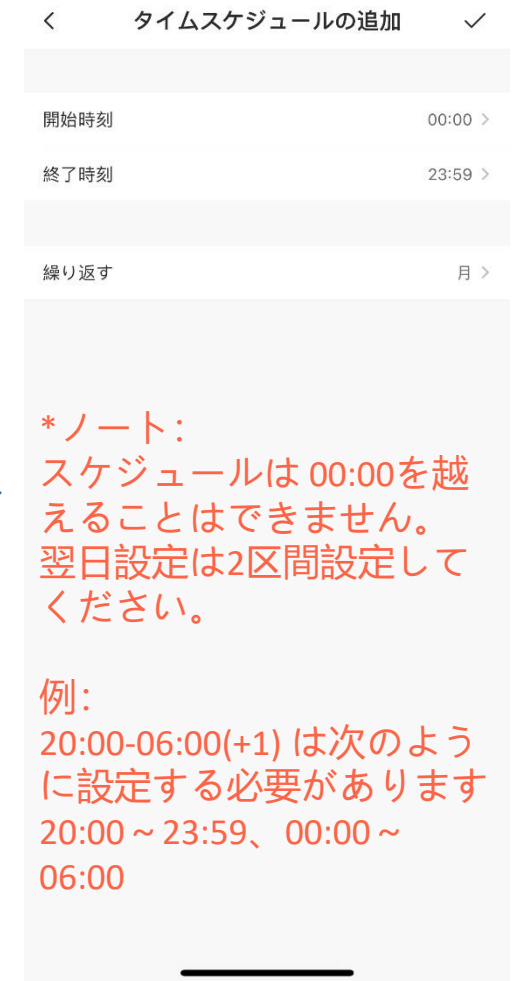 タイムスケジュールの追加
開始時刻 00:00
終了時刻 23:59
繰り返す 月
*ノート:
スケジュールは 00:00を越
えることはできません。
翌日設定は2区間設定して
ください。
例:
20:00-06:00(+1) は次のよう
に設定する必要があります
20:00～23:59、00:00～
06:00